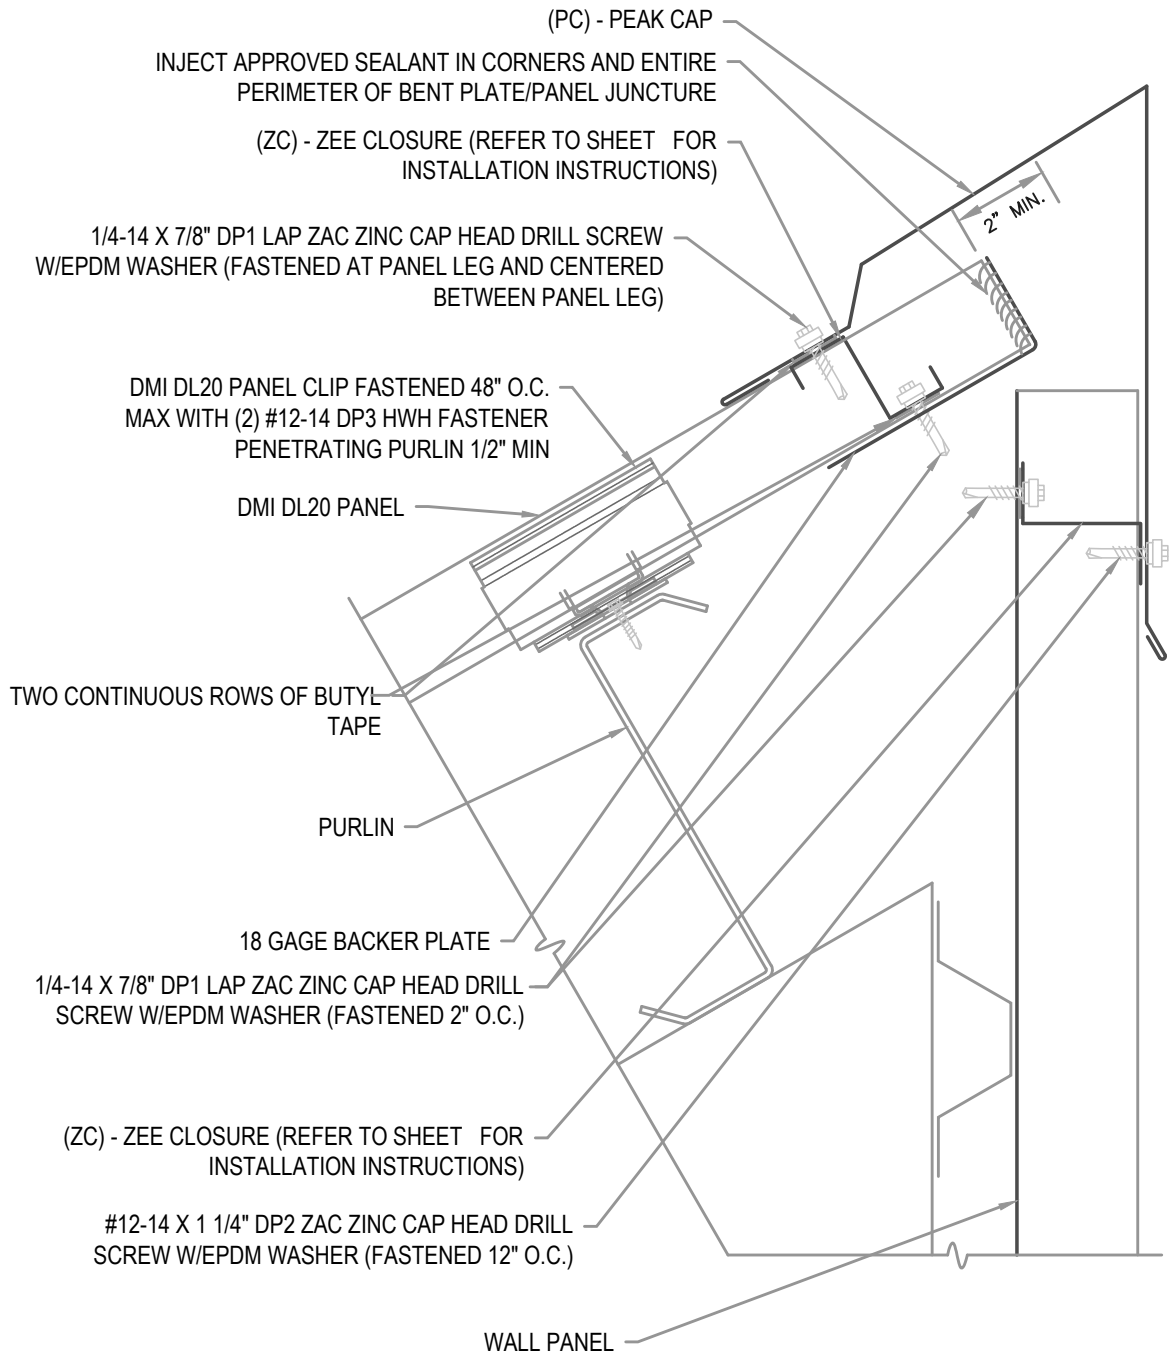 (PC) - PEAK CAP
INJECT APPROVED SEALANT IN CORNERS AND ENTIRE
PERIMETER OF BENT PLATE/PANEL JUNCTURE
(ZC) - ZEE CLOSURE (REFER TO SHEET FOR
INSTALLATION INSTRUCTIONS)
2" MIN.
1/4-14 X 7/8" DP1 LAP ZAC ZINC CAP HEAD DRILL SCREW
W/EPDM WASHER (FASTENED AT PANEL LEG AND CENTERED
BETWEEN PANEL LEG)
DMI DL20 PANEL CLIP FASTENED 48" O.C.
MAX WITH (2) #12-14 DP3 HWH FASTENER
PENETRATING PURLIN 1/2" MIN
DMI DL20 PANEL
TWO CONTINUOUS ROWS OF BUTYL
TAPE
PURLIN
18 GAGE BACKER PLATE
1/4-14 X 7/8" DP1 LAP ZAC ZINC CAP HEAD DRILL
SCREW W/EPDM WASHER (FASTENED 2" O.C.)
(ZC) - ZEE CLOSURE (REFER TO SHEET FOR
INSTALLATION INSTRUCTIONS)
#12-14 X 1 1/4" DP2 ZAC ZINC CAP HEAD DRILL
SCREW W/EPDM WASHER (FASTENED 12" O.C.)
WALL PANEL